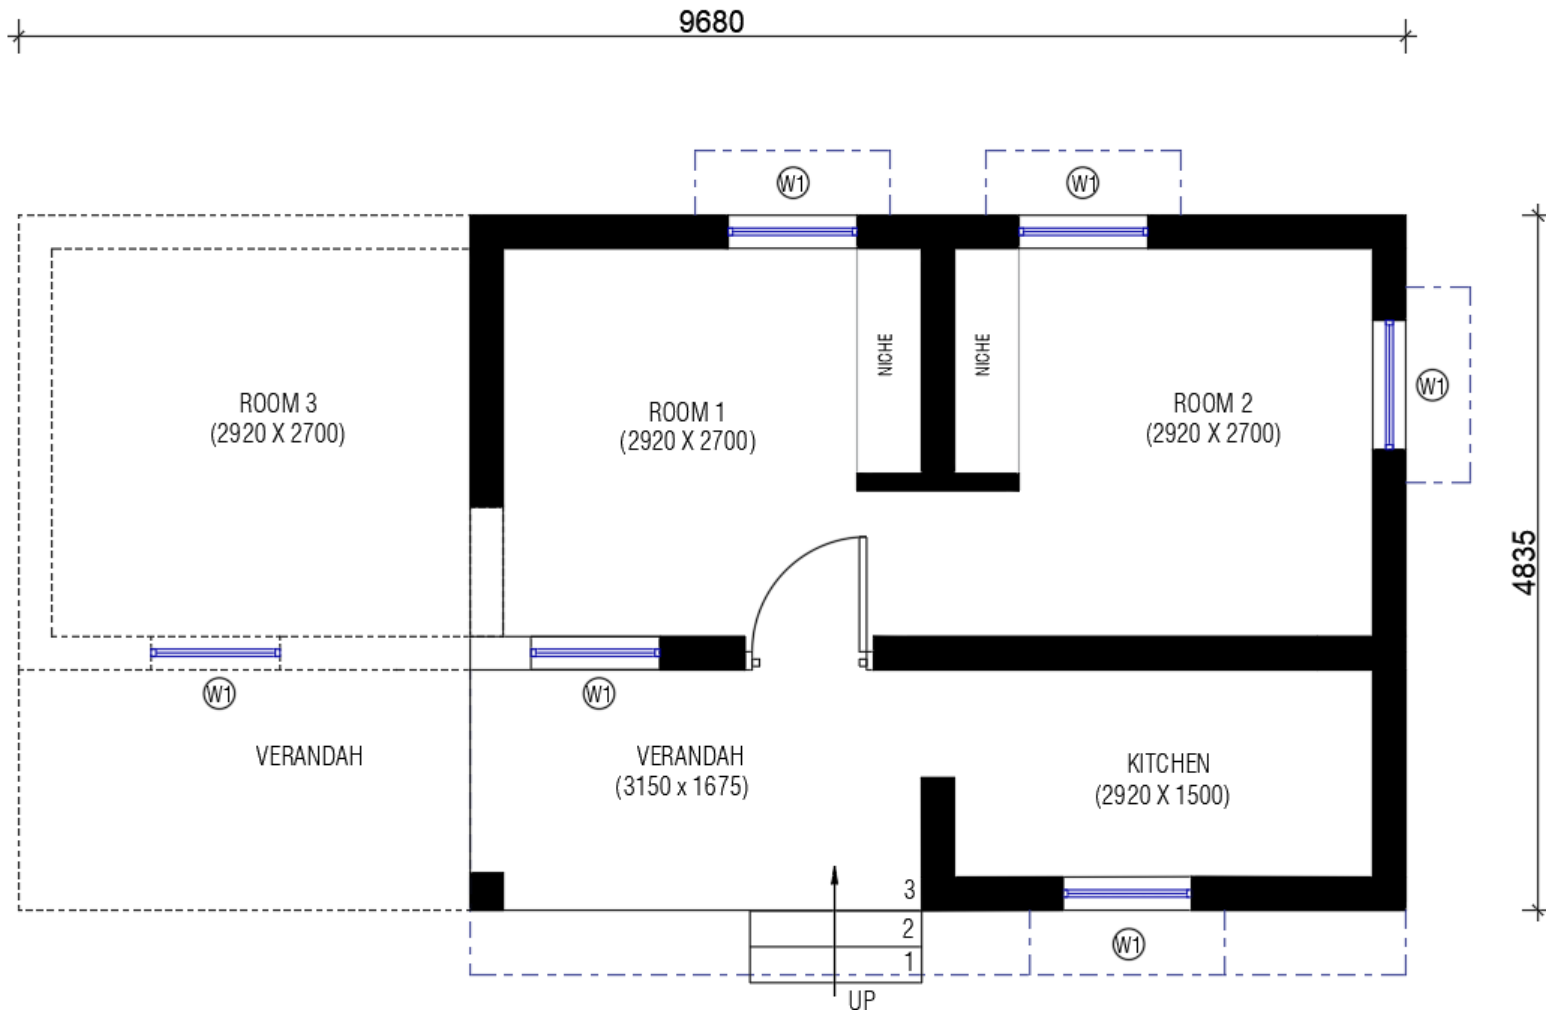 9680
W1
W1
NICHE
NICHE
W1
ROOM 3
(2920 X 2700)
ROOM 1
(2920 X 2700)
ROOM 2
(2920 X 2700)
4835
W1
W1
VERANDAH
VERANDAH
(3150 x 1675)
KITCHEN
(2920 X 1500)
3
2
1
W1
UP